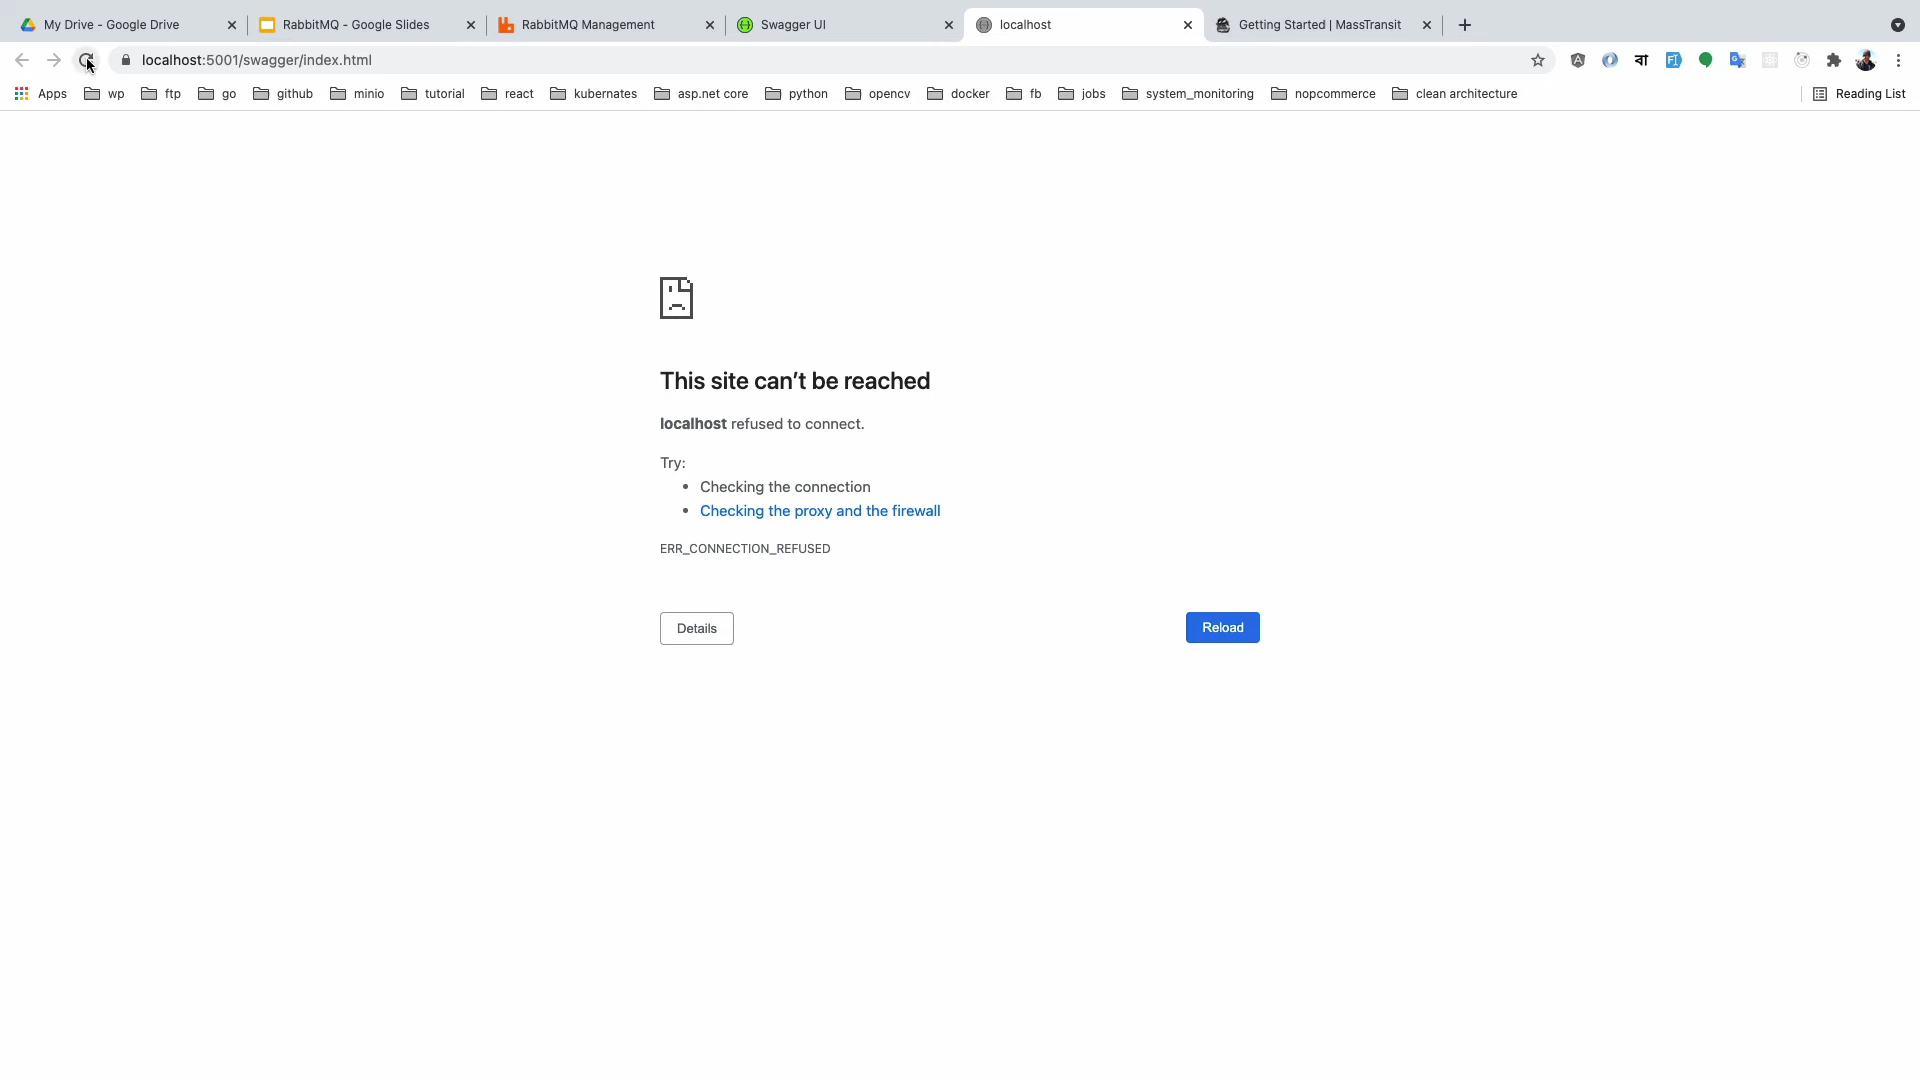 My Drive - Google Drive
RabbitMQ - Google Slides
RabbitMQ Management
Swagger UI
localhost
Getting Started | MassTransit
localhost:5001/swagger/index.html
বা
Apps wp ftp go github minio tutorial react kubernates asp.net core python opencv docker fb jobs system_monitoring nopcommerce clean architecture Reading List
This site can't be reached
localhost refused to connect.
Try:
• Checking the connection
• Checking the proxy and the firewall
ERR_CONNECTION_REFUSED
Details
Reload